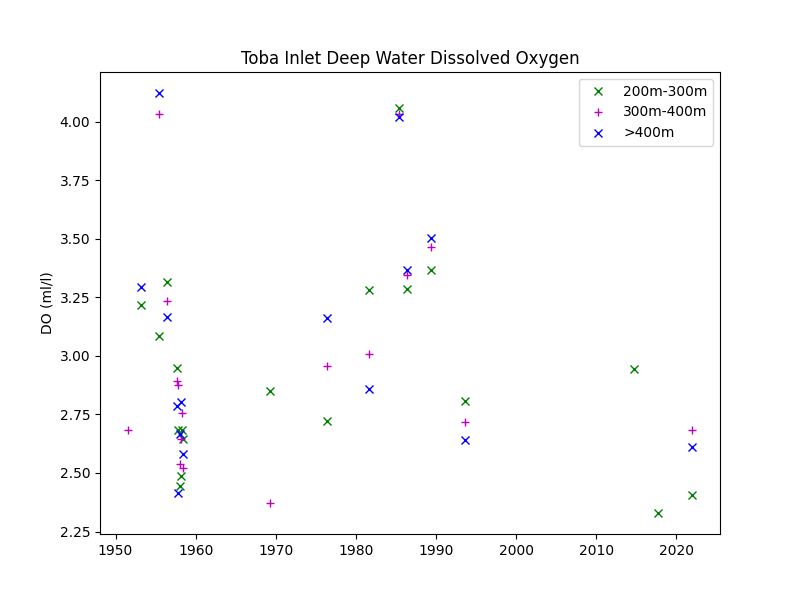 Toba Inlet Deep Water Dissolved Oxygen
200m-300m
300m-400m
>400m
DO (ml/l)
4.00
3.75
3.50
3.25
3.00
2.75
2.50
2.25
1950 1960 1970 1980 1990 2000 2010 2020